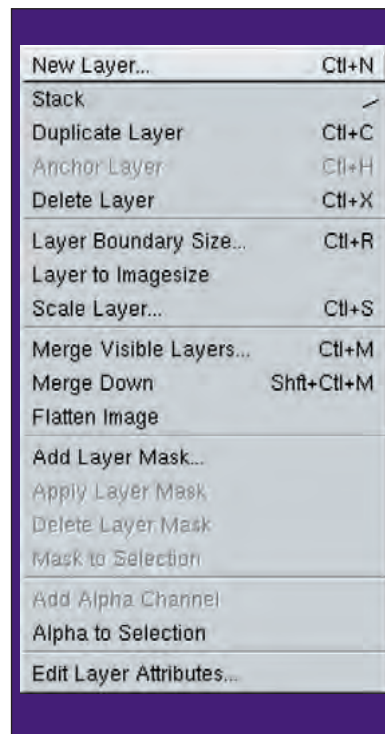 New Layer... Ctl+N
Stack
Duplicate Layer Ctl+C
Anchor Layer Ctl+H
Delete Layer Ctl+X
Layer Boundary Size... Ctl+R
Layer to Imagesize
Scale Layer... Ctl+S
Merge Visible Layers... Ctl+M
Merge Down Shft+Ctl+M
Flatten Image
Add Layer Mask...
Apply Layer Mask
Delete Layer Mask
Mask to Selection
Add Alpha Channel
Alpha to Selection
Edit Layer Attributes...